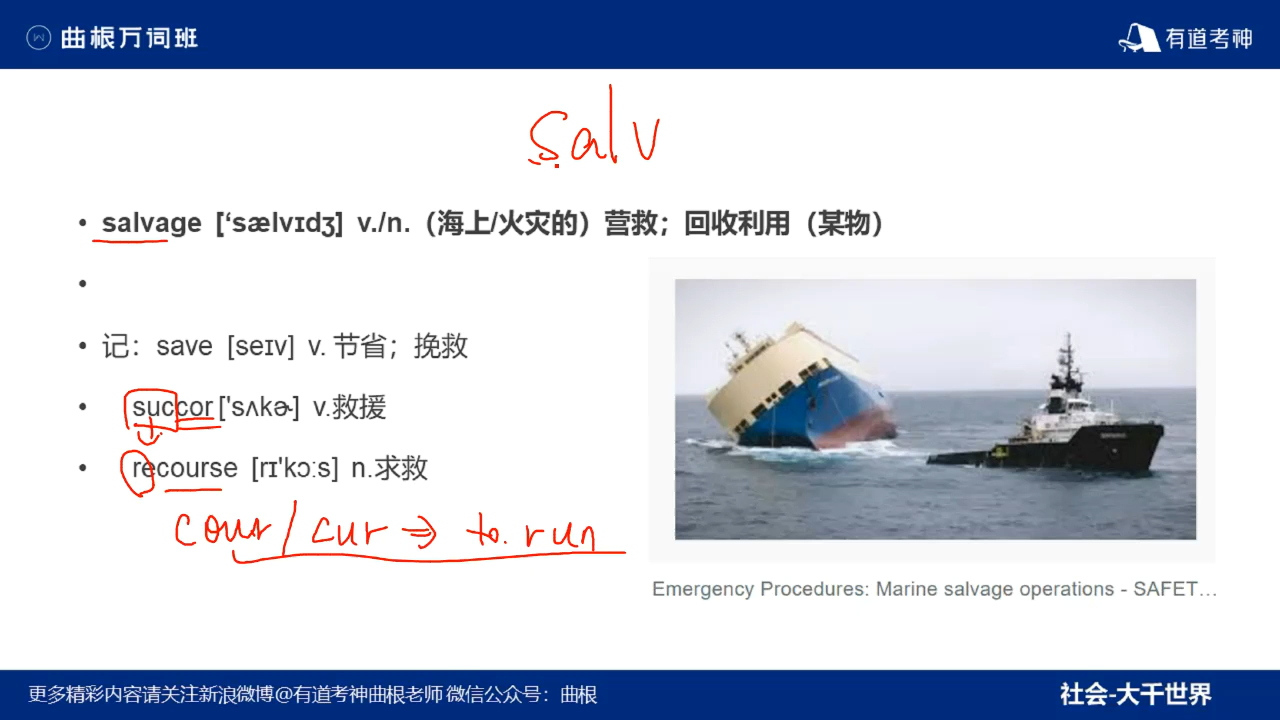 曲根万词班
有道考神
salv
salvage [‘sælvɪdʒ] v./n.（海上/火灾的）营救；回收利用（某物）
记：save [seɪv] v. 节省；挽救
succor ['sʌkɚ] v.救援
recourse [rɪ'kɔːs] n.求救
cour / cur ⇒ to run
Emergency Procedures: Marine salvage operations - SAFET…
更多精彩内容请关注新浪微博@有道考神曲根老师 微信公众号：曲根
社会-大千世界